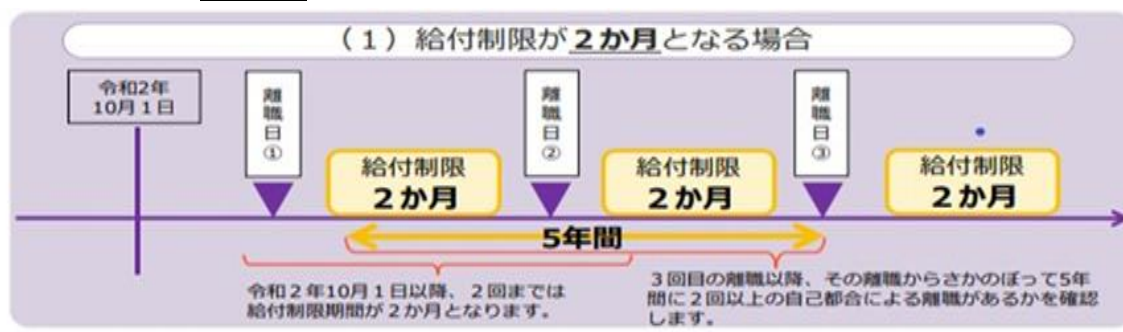 （１）給付制限が２か月となる場合
令和2年
10月１日
離職日①
離職日②
離職日③
給付制限
２か月
給付制限
２か月
給付制限
２か月
5年間
令和２年10月１日以降、２回までは
給付制限期間が２か月となります。
３回目の離職以降、その離職からさかのぼって5年
間に２回以上の自己都合による離職があるかを確認
します。